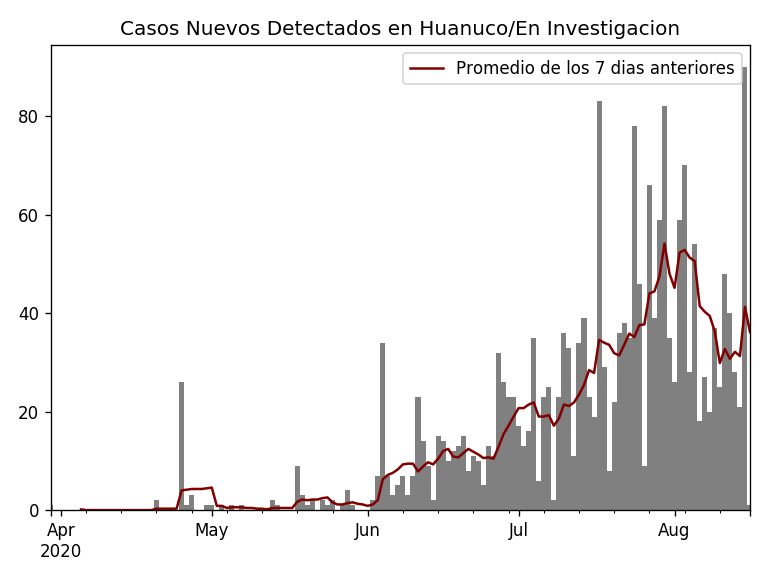 Casos Nuevos Detectados en Huanuco/En Investigacion
Promedio de los 7 dias anteriores
80
60
40
20
0
Apr May Jun Jul Aug
2020